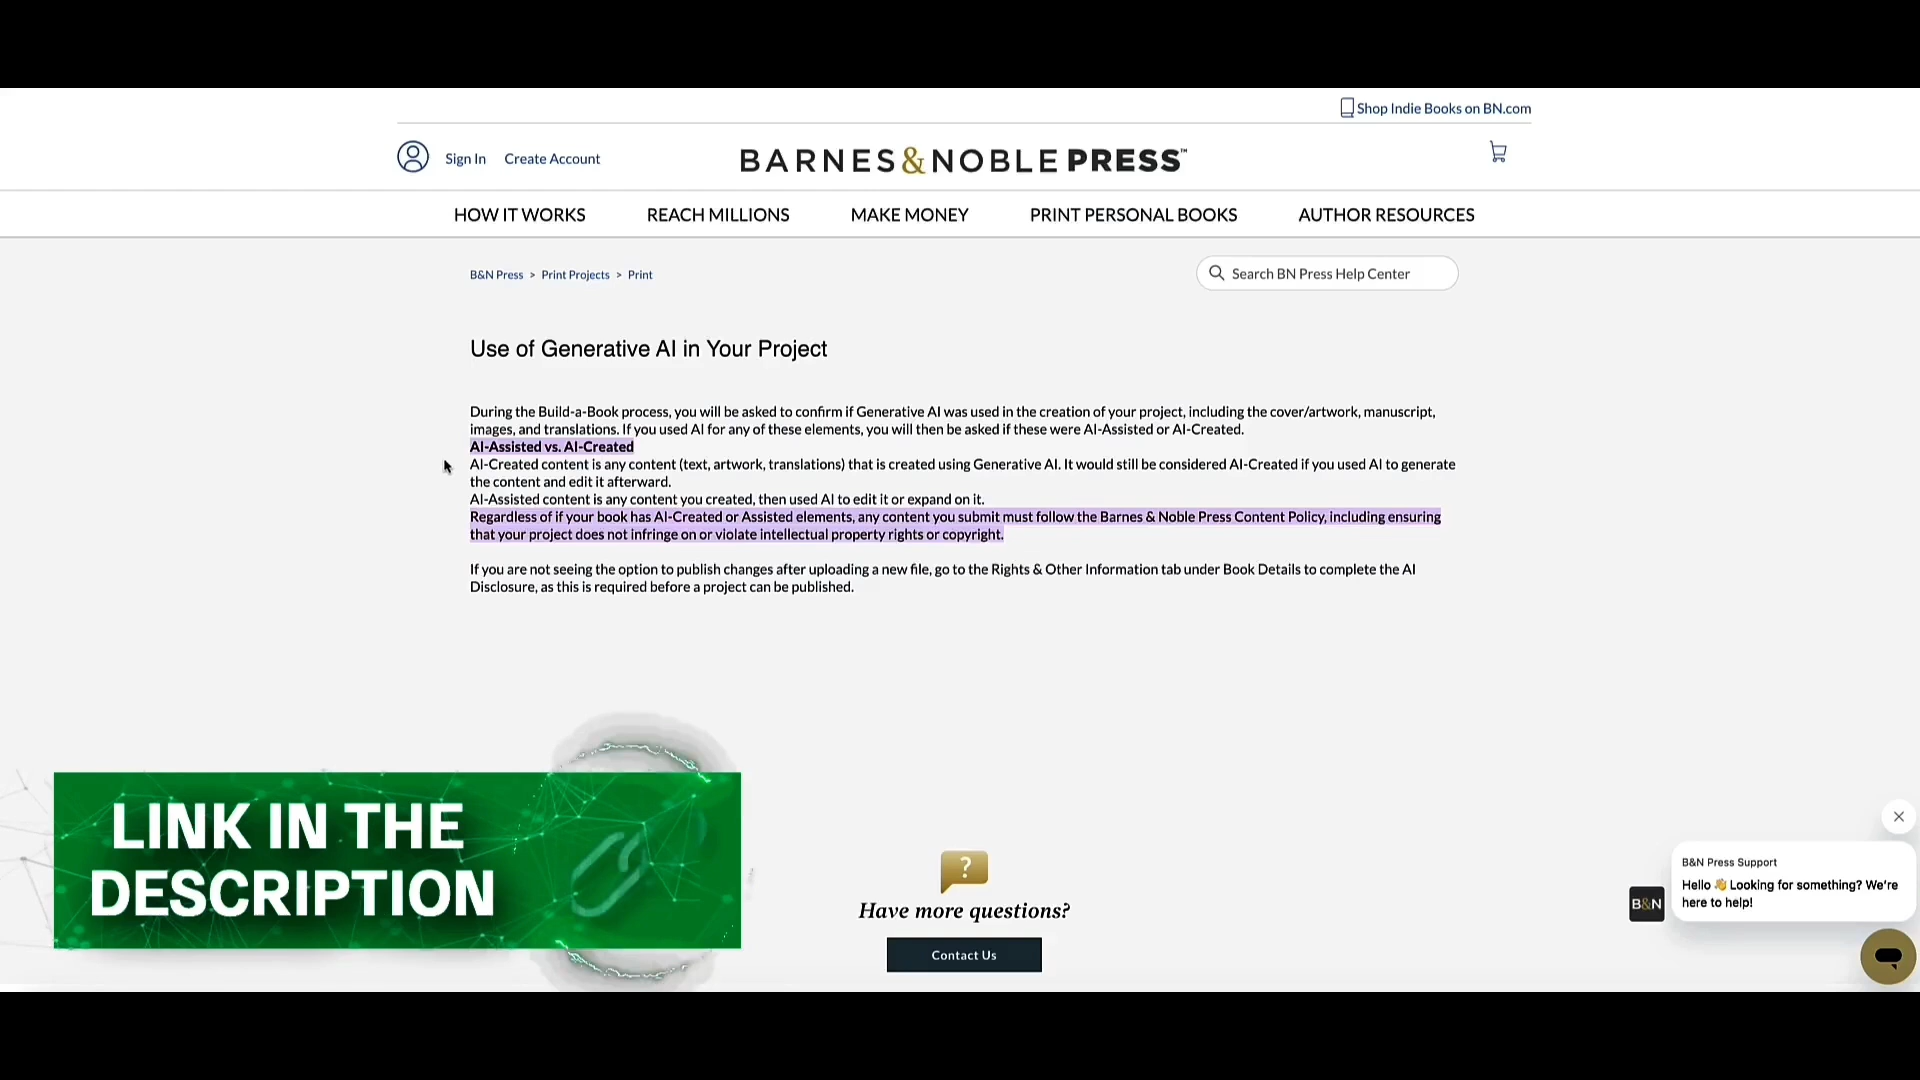 Shop Indie Books on BN.com
Sign In Create Account
BARNES&NOBLE PRESS™
HOW IT WORKS REACH MILLIONS MAKE MONEY PRINT PERSONAL BOOKS AUTHOR RESOURCES
B&N Press > Print Projects > Print
Search BN Press Help Center
Use of Generative AI in Your Project
During the Build-a-Book process, you will be asked to confirm if Generative AI was used in the creation of your project, including the cover/artwork, manuscript,
images, and translations. If you used AI for any of these elements, you will then be asked if these were AI-Assisted or AI-Created.
AI-Assisted vs. AI-Created
AI-Created content is any content (text, artwork, translations) that is created using Generative AI. It would still be considered AI-Created if you used AI to generate
the content and edit it afterward.
AI-Assisted content is any content you created, then used AI to edit it or expand on it.
Regardless of if your book has AI-Created or Assisted elements, any content you submit must follow the Barnes & Noble Press Content Policy, including ensuring
that your project does not infringe on or violate intellectual property rights or copyright.
If you are not seeing the option to publish changes after uploading a new file, go to the Rights & Other Information tab under Book Details to complete the AI
Disclosure, as this is required before a project can be published.
LINK IN THE
DESCRIPTION
?
Have more questions?
Contact Us
B&N Press Support
Hello 👋 Looking for something? We're
here to help!
B&N